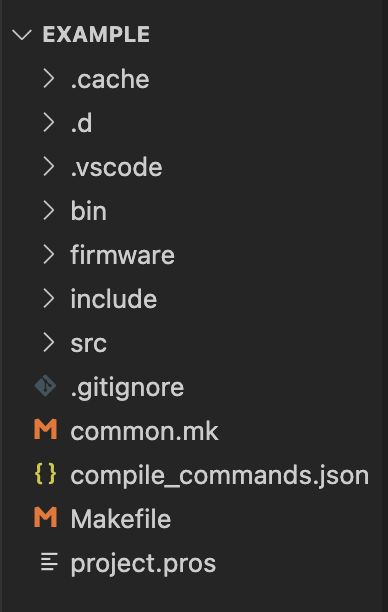 EXAMPLE
.cache
.d
.vscode
bin
firmware
include
src
.gitignore
M common.mk
{} compile_commands.json
M Makefile
project.pros